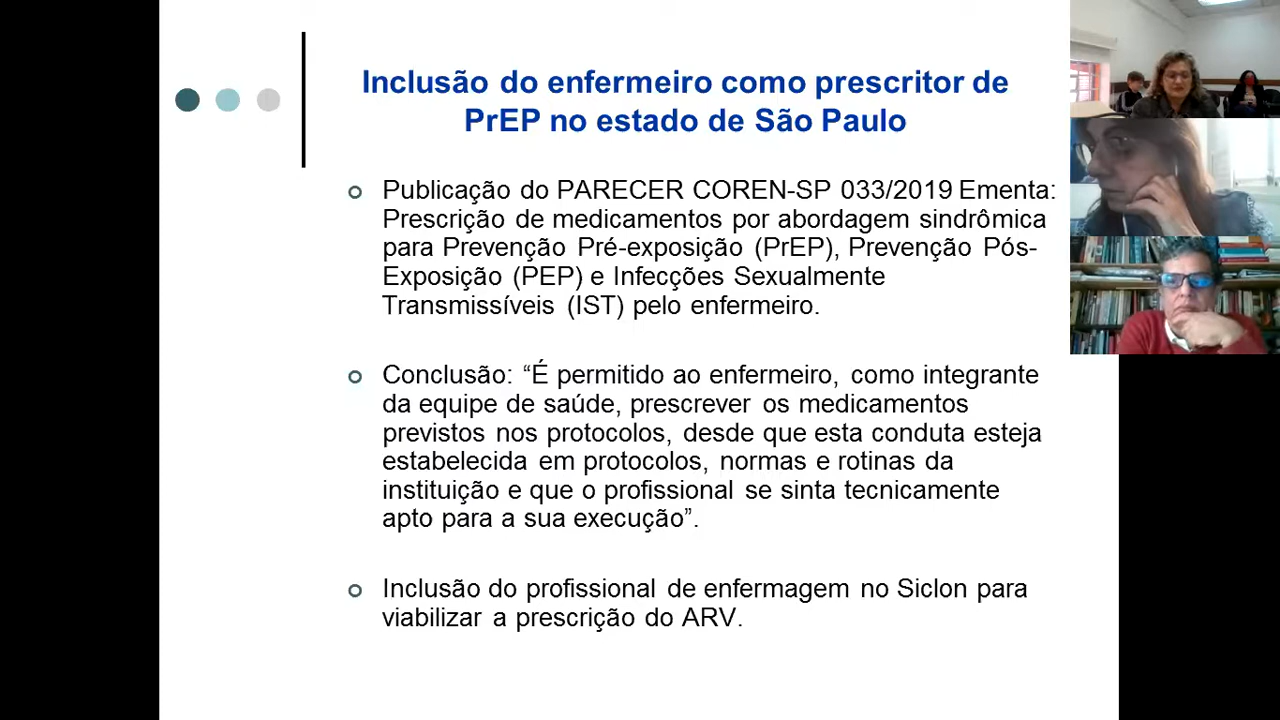 Inclusão do enfermeiro como prescritor de
PrEP no estado de São Paulo
Publicação do PARECER COREN-SP 033/2019 Ementa:
Prescrição de medicamentos por abordagem sindrômica
para Prevenção Pré-exposição (PrEP), Prevenção Pós-
Exposição (PEP) e Infecções Sexualmente
Transmissíveis (IST) pelo enfermeiro.
Conclusão: “É permitido ao enfermeiro, como integrante
da equipe de saúde, prescrever os medicamentos
previstos nos protocolos, desde que esta conduta esteja
estabelecida em protocolos, normas e rotinas da
instituição e que o profissional se sinta tecnicamente
apto para a sua execução”.
Inclusão do profissional de enfermagem no Siclon para
viabilizar a prescrição do ARV.